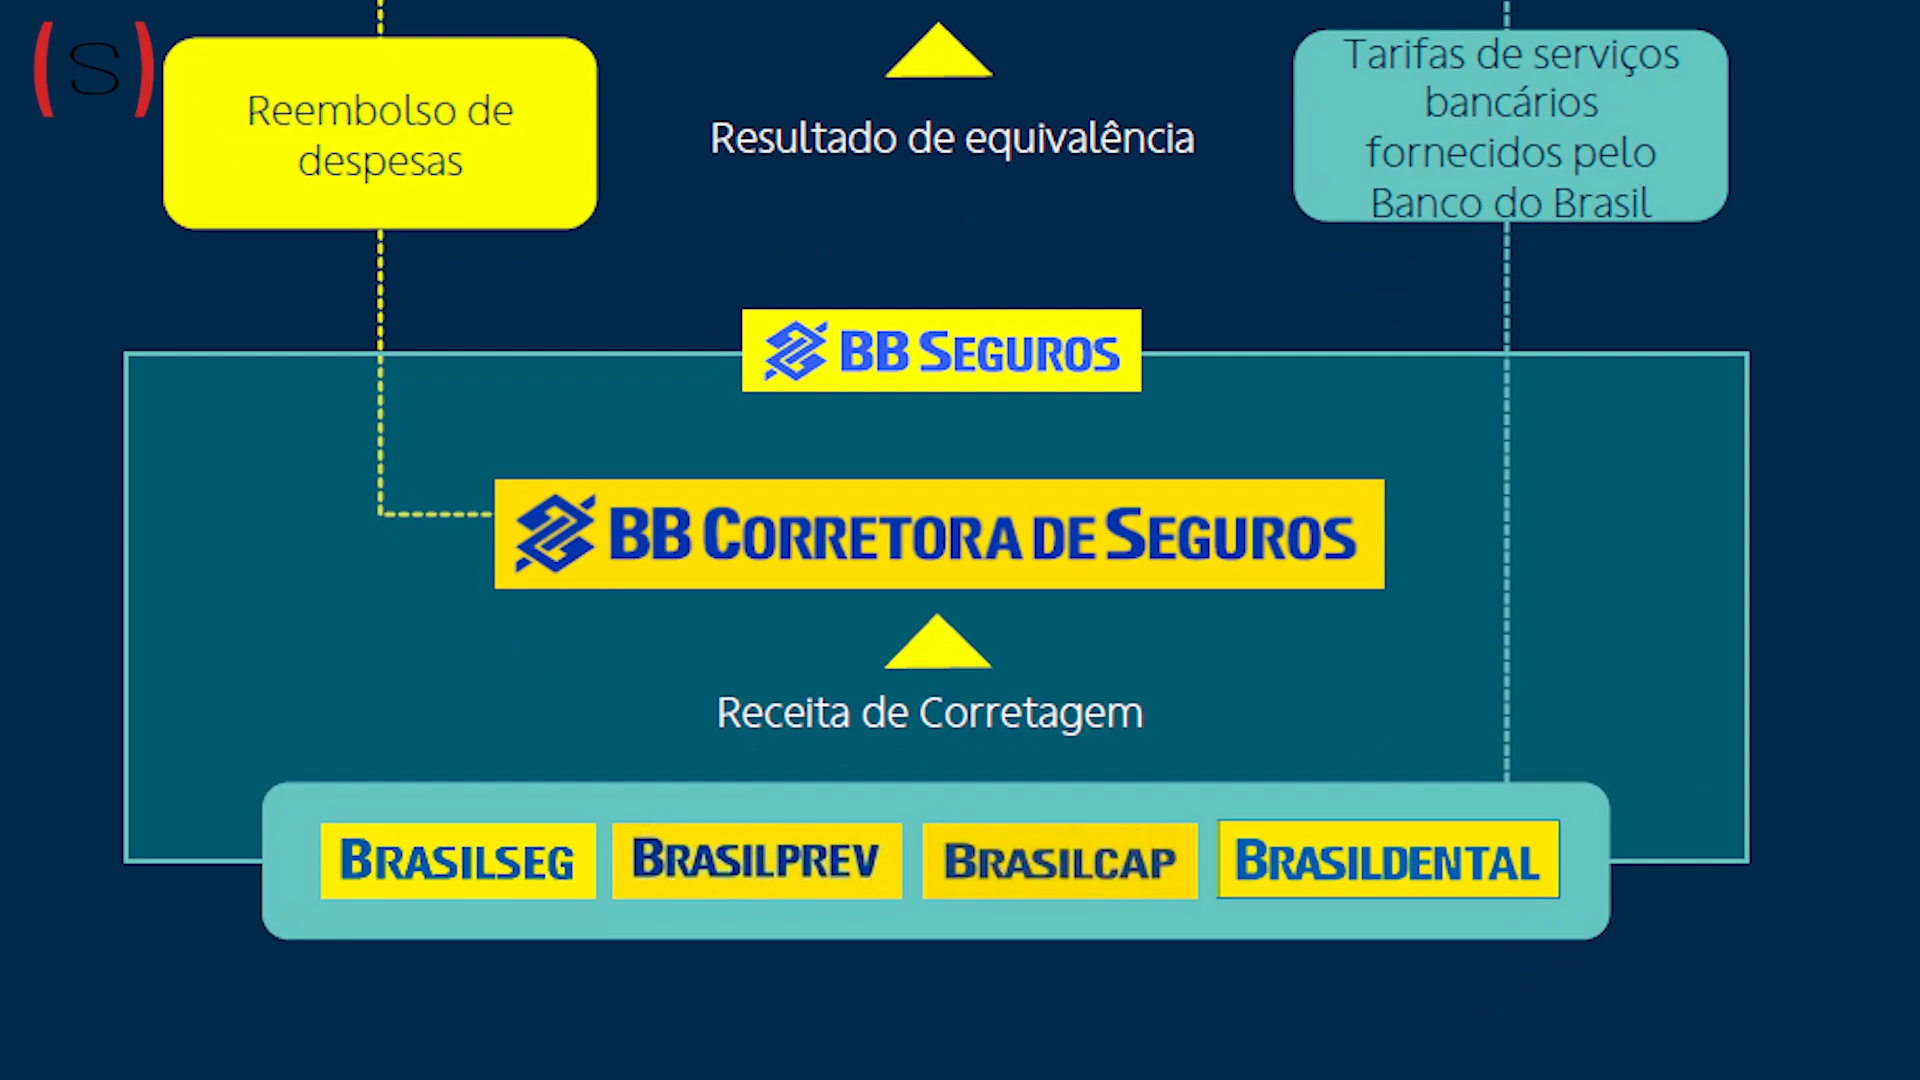 (s)
Reembolso de
despesas
Resultado de equivalência
Tarifas de serviços
bancários
fornecidos pelo
Banco do Brasil
BB SEGUROS
BB CORRETORA DE SEGUROS
Receita de Corretagem
BRASILSEG
BRASILPREV
BRASILCAP
BRASILDENTAL